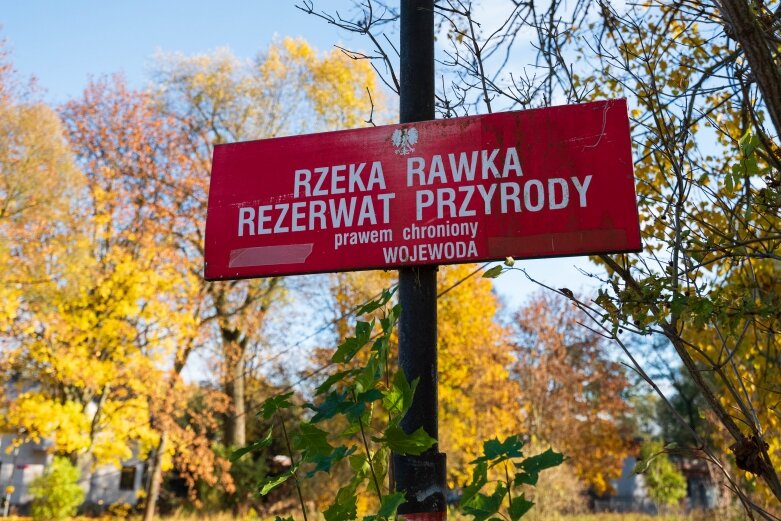 RZEKA RAWKA
REZERWAT PRZYRODY
prawem chroniony
WOJEWODA